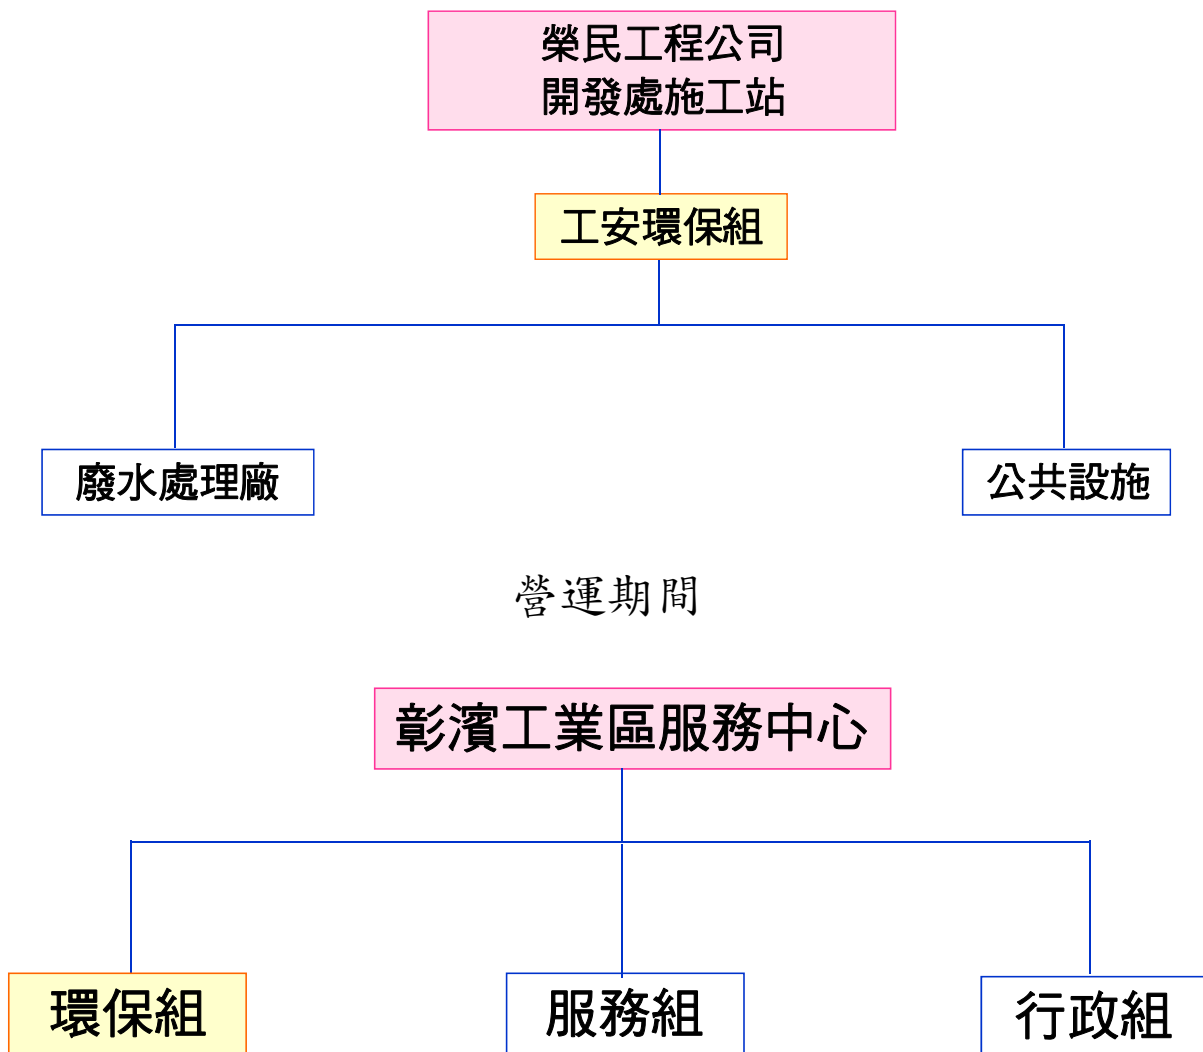 榮民工程公司
開發處施工站
工安環保組
廢水處理廠
公共設施
營運期間
彰濱工業區服務中心
環保組
服務組
行政組